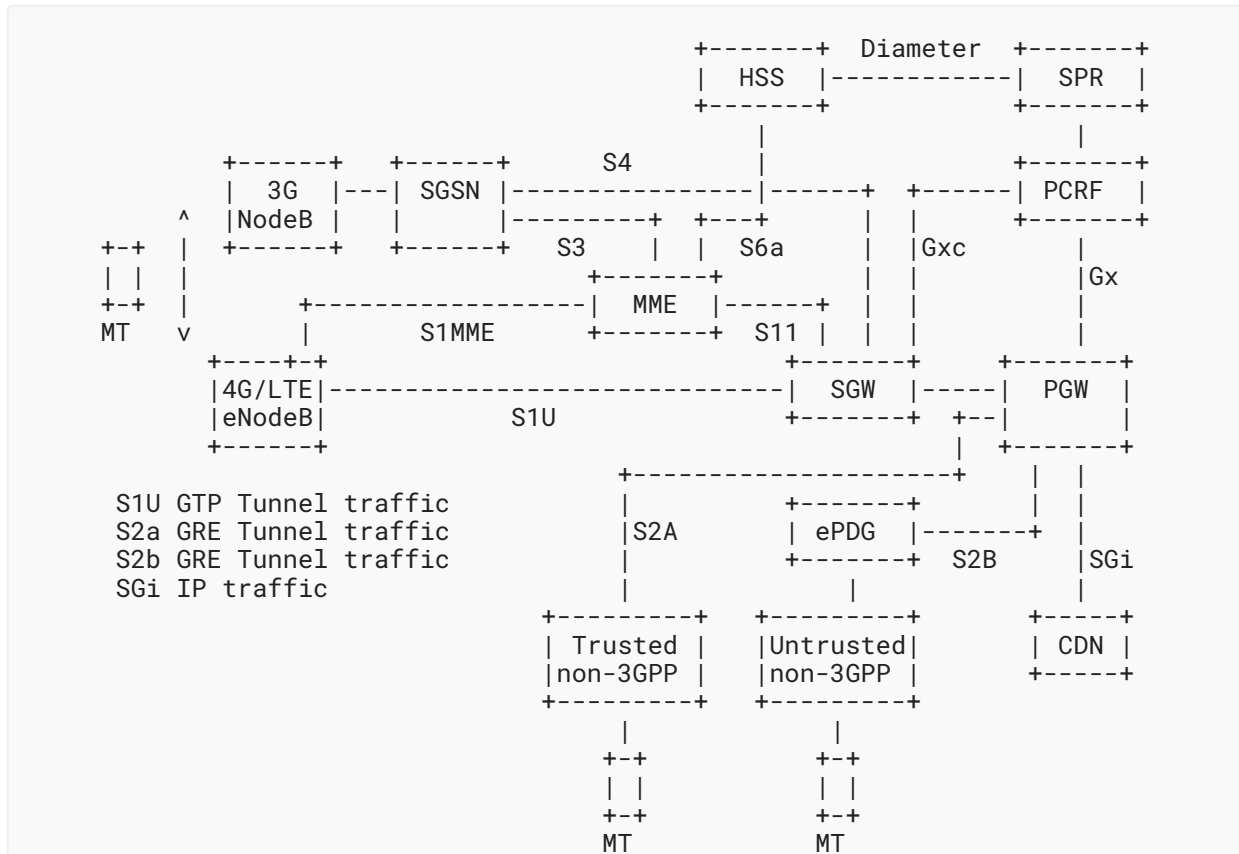 Diameter
HSS SPR
S4
3G SGSN PCRF
^ NodeB
S3 S6a Gxc
Gx
MME
MT v S1MME S11
4G/LTE SGW PGW
eNodeB S1U
S1U GTP Tunnel traffic
S2a GRE Tunnel traffic S2A ePDG
S2b GRE Tunnel traffic S2B SGi
SGi IP traffic
Trusted Untrusted CDN
non-3GPP non-3GPP
MT MT